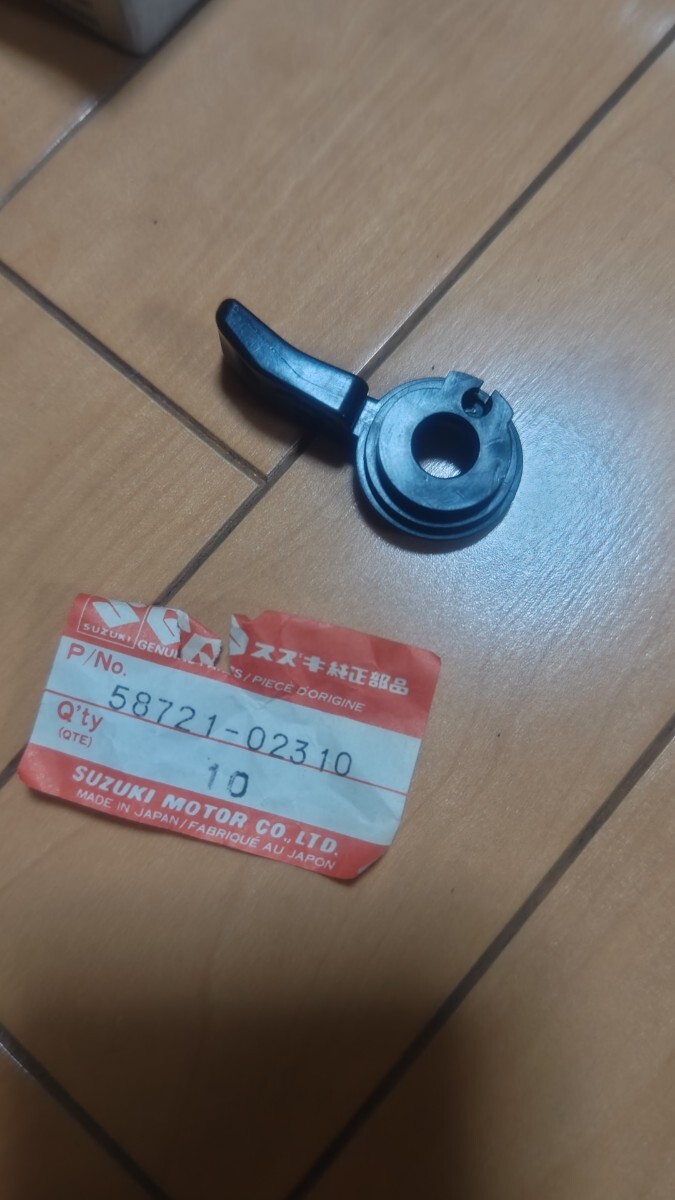 SUZUKI GENUINE PARTS / PIECE D'ORIGINE スズキ純正部品
P/No. 58721-02310
Q'ty (QTE) 10
SUZUKI MOTOR CO., LTD.
MADE IN JAPAN / FABRIQUÉ AU JAPON